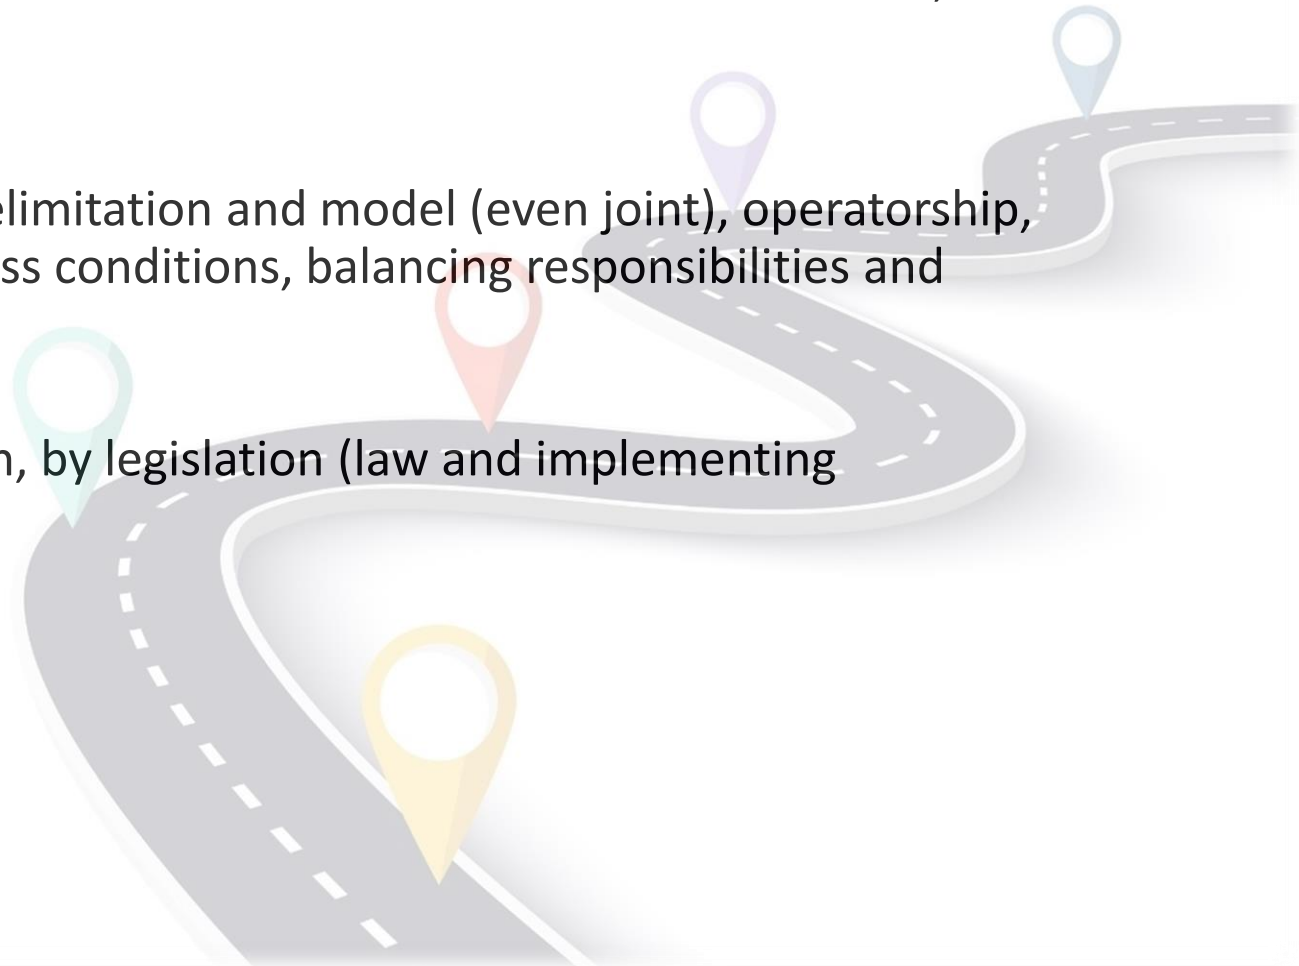 elimitation and model (even joint), operatorship,
ss conditions, balancing responsibilities and
, by legislation (law and implementing